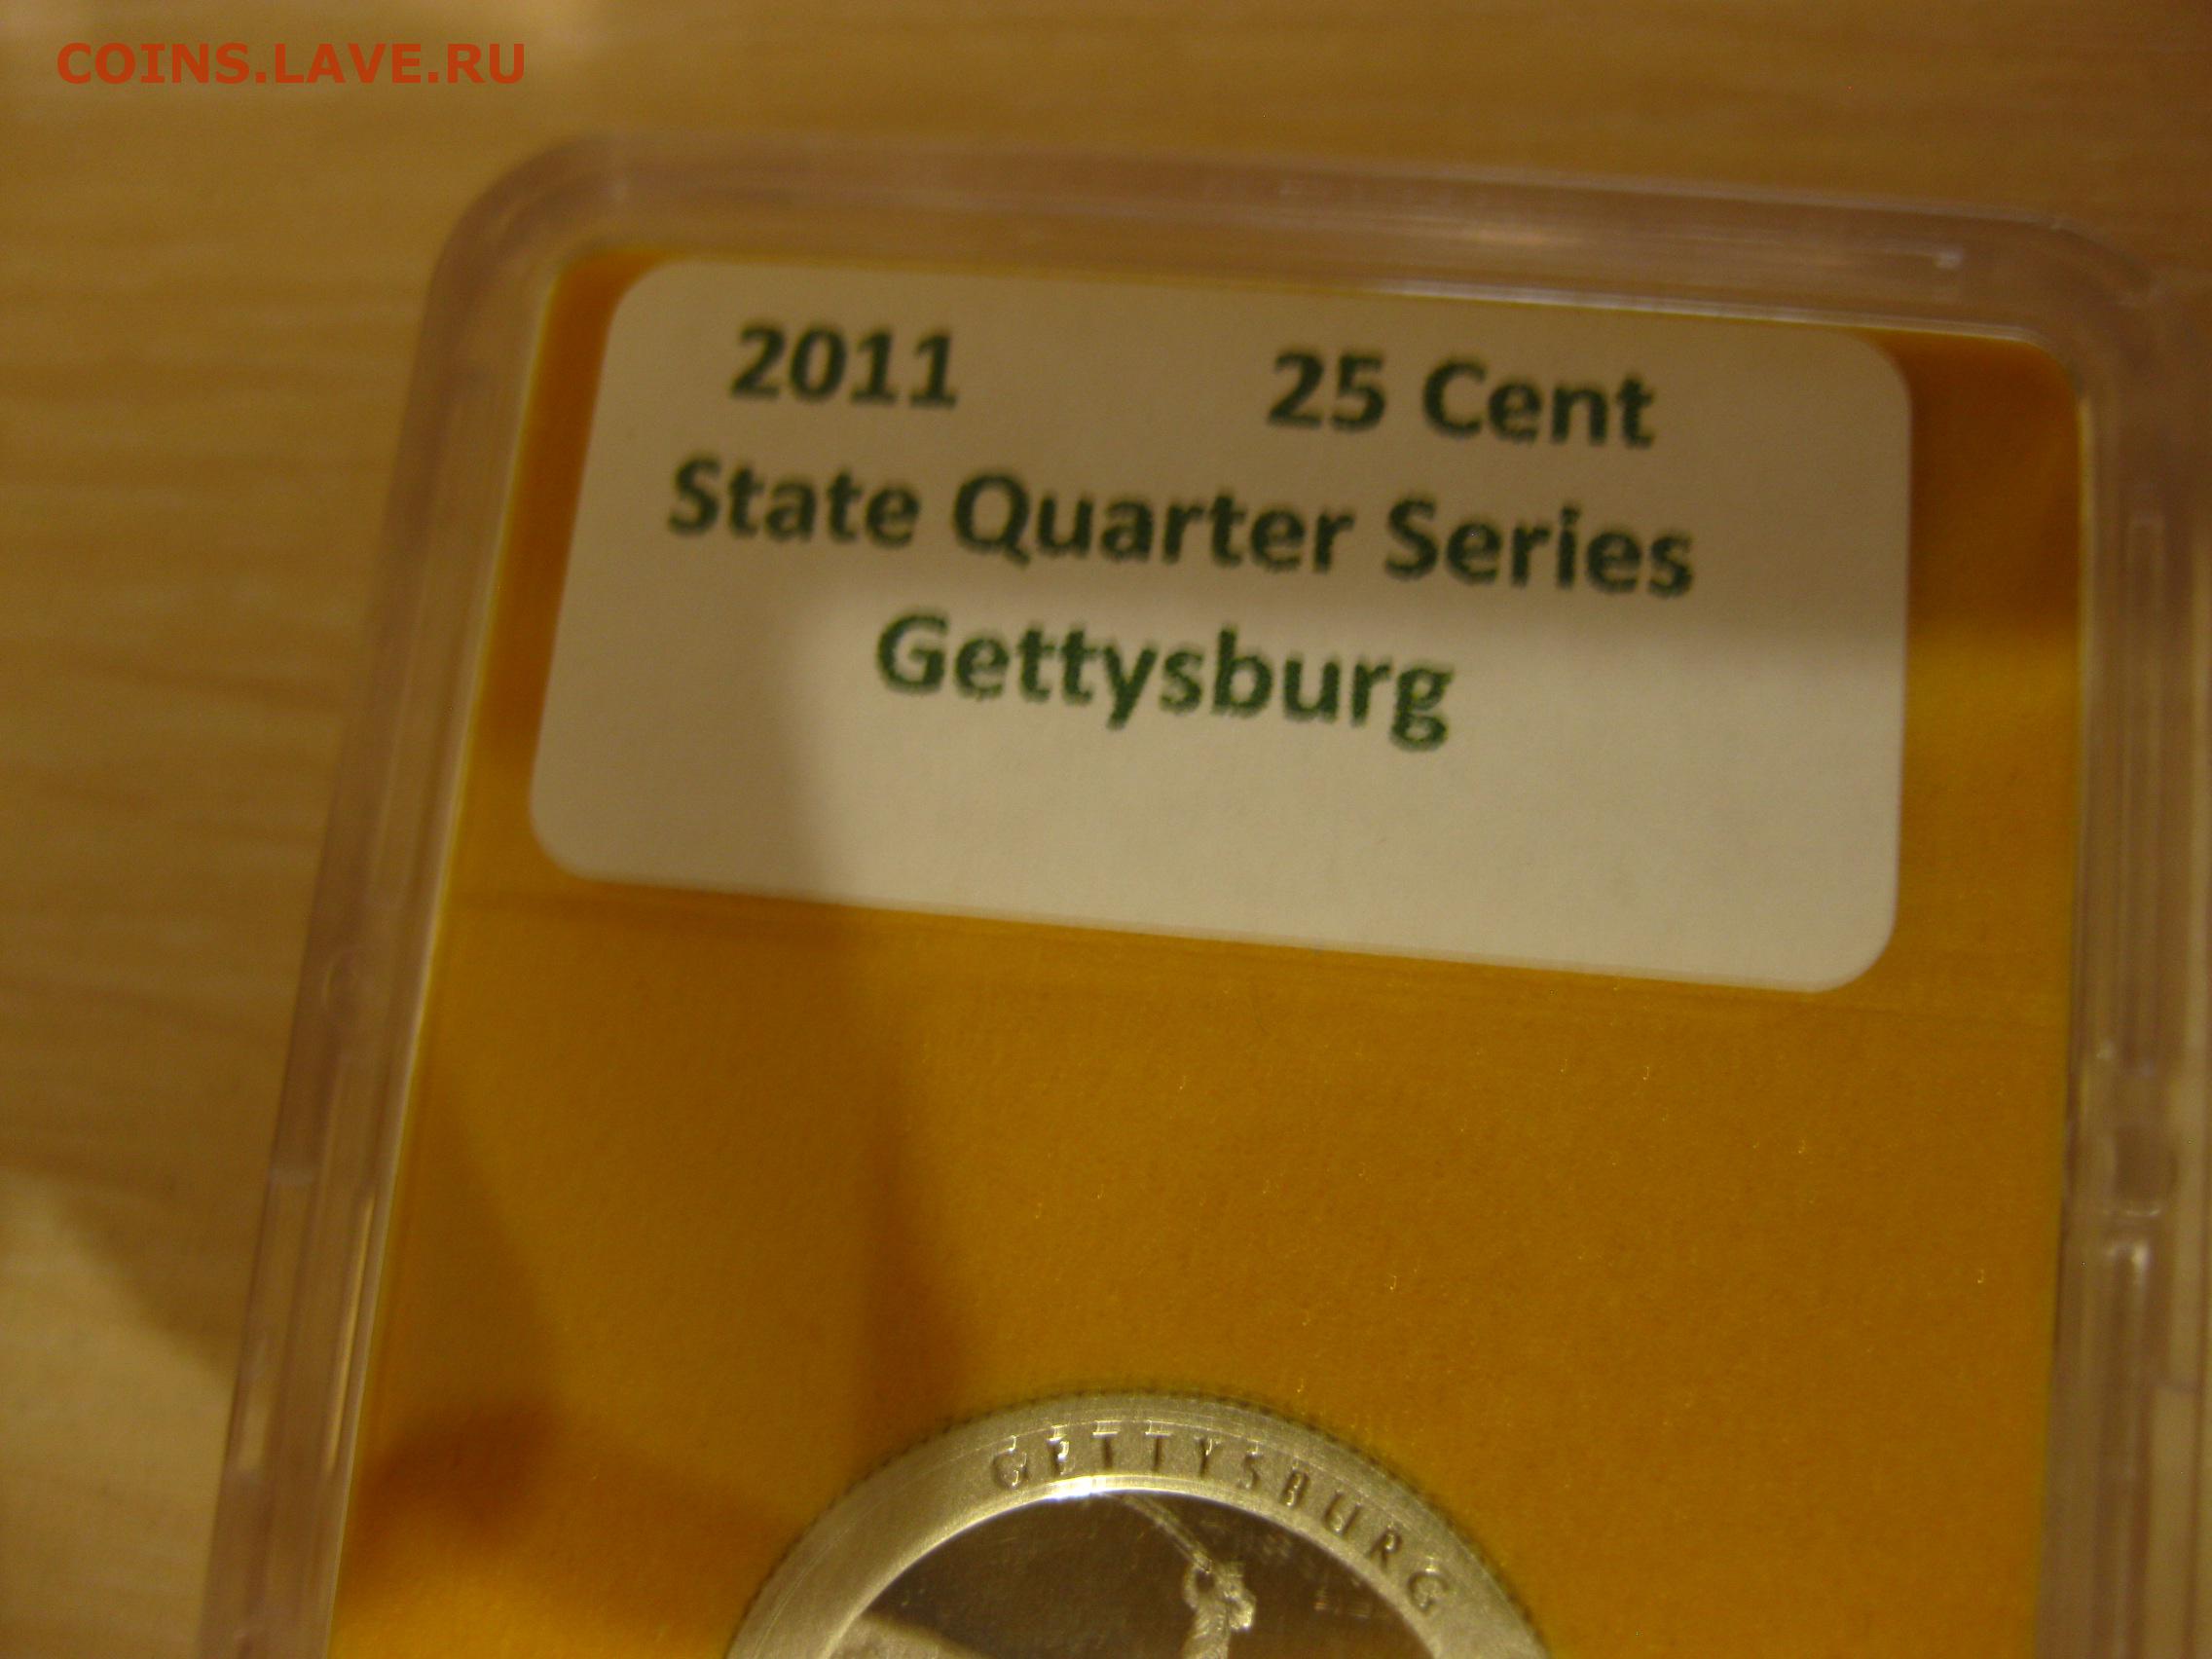 COINS.LAVE.RU
2011 25 Cent
State Quarter Series
Gettysburg
GETTYSBURG